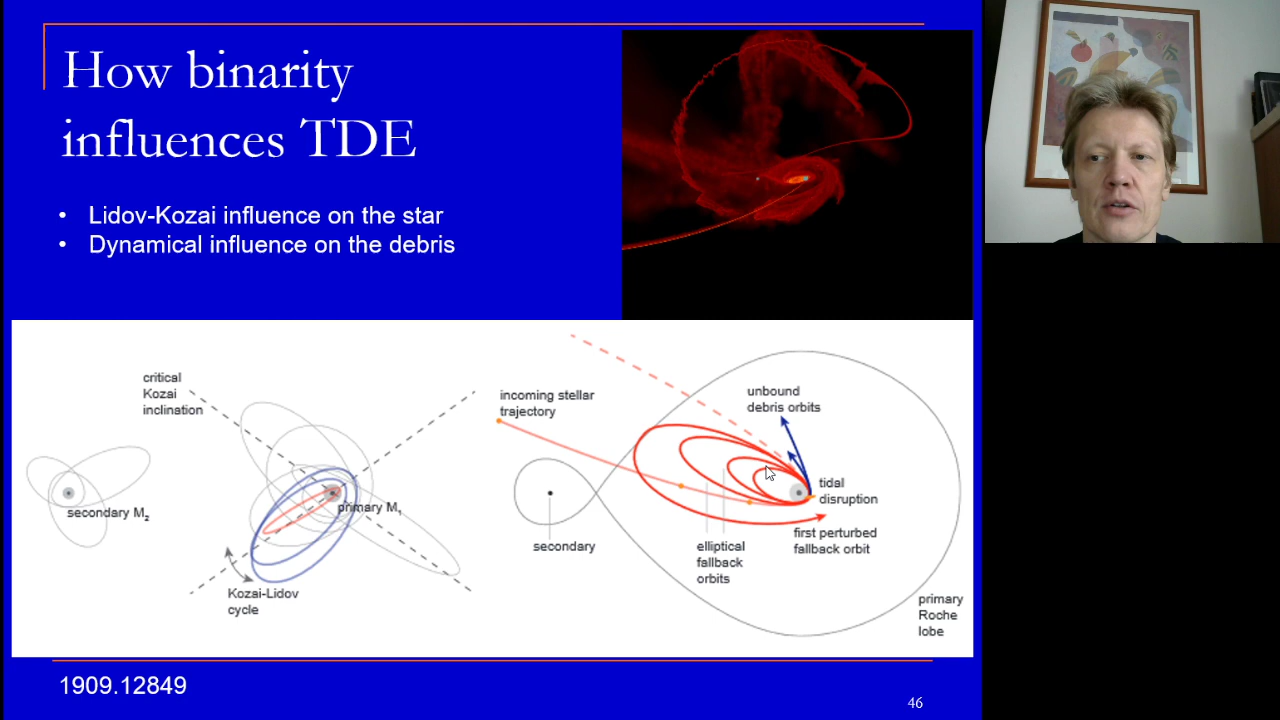 How binarity
influences TDE
• Lidov-Kozai influence on the star
• Dynamical influence on the debris
critical
Kozai
inclination
secondary M₂
primary M₁
Kozai-Lidov
cycle
incoming stellar
trajectory
unbound
debris orbits
tidal
disruption
secondary
elliptical
fallback
orbits
first perturbed
fallback orbit
primary
Roche
lobe
1909.12849
46